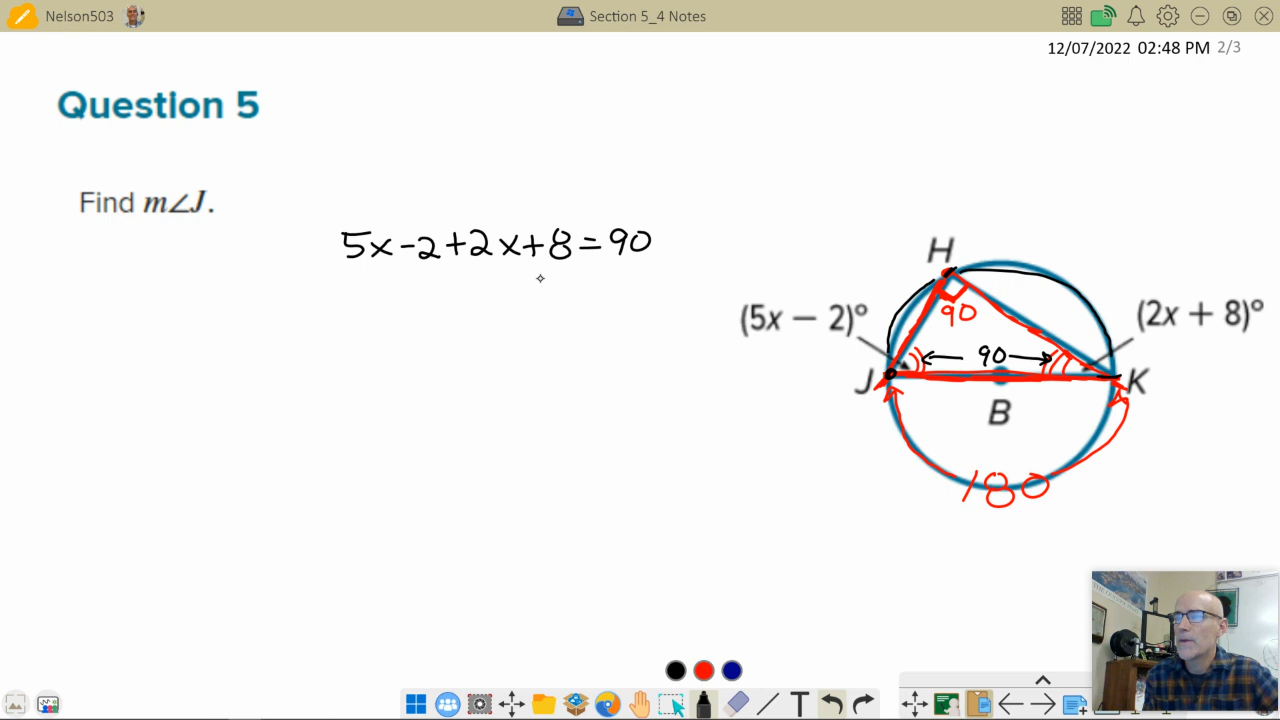 Nelson503
Section 5_4 Notes
12/07/2022 02:48 PM 2/3
Question 5
Find m∠J.
5x-2+2x+8=90
H
(5x − 2)°
(2x + 8)°
90
90
J
K
B
180
T